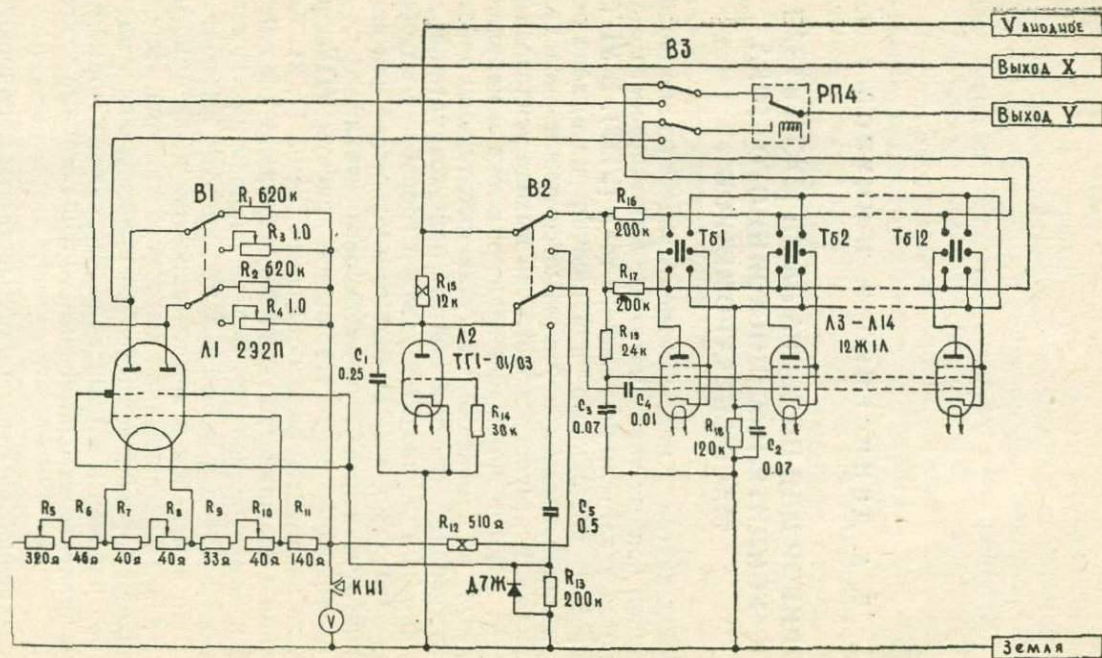 V анодное
Выход X
Выход Y
В3
РП4
В1
R1 620к
R3 1.0
R2 620к
R4 1.0
Л1 2Э2П
В2
R15
12к
Л2
ТГ1-01/03
C1
0.25
R14
38к
R16
200к
R17
200к
R19
24к
Тб1
Тб2
Тб12
Л3-Л14
12Ж1Л
C3
0.07
C4
0.01
R18
120к
C2
0.07
R5
R6
R7
R8
R9
R10
R11
320Ω
46Ω
40Ω
40Ω
33Ω
40Ω
140Ω
R12 510Ω
C5
0.5
КН1
V
Д7Ж
R13
200к
Земля